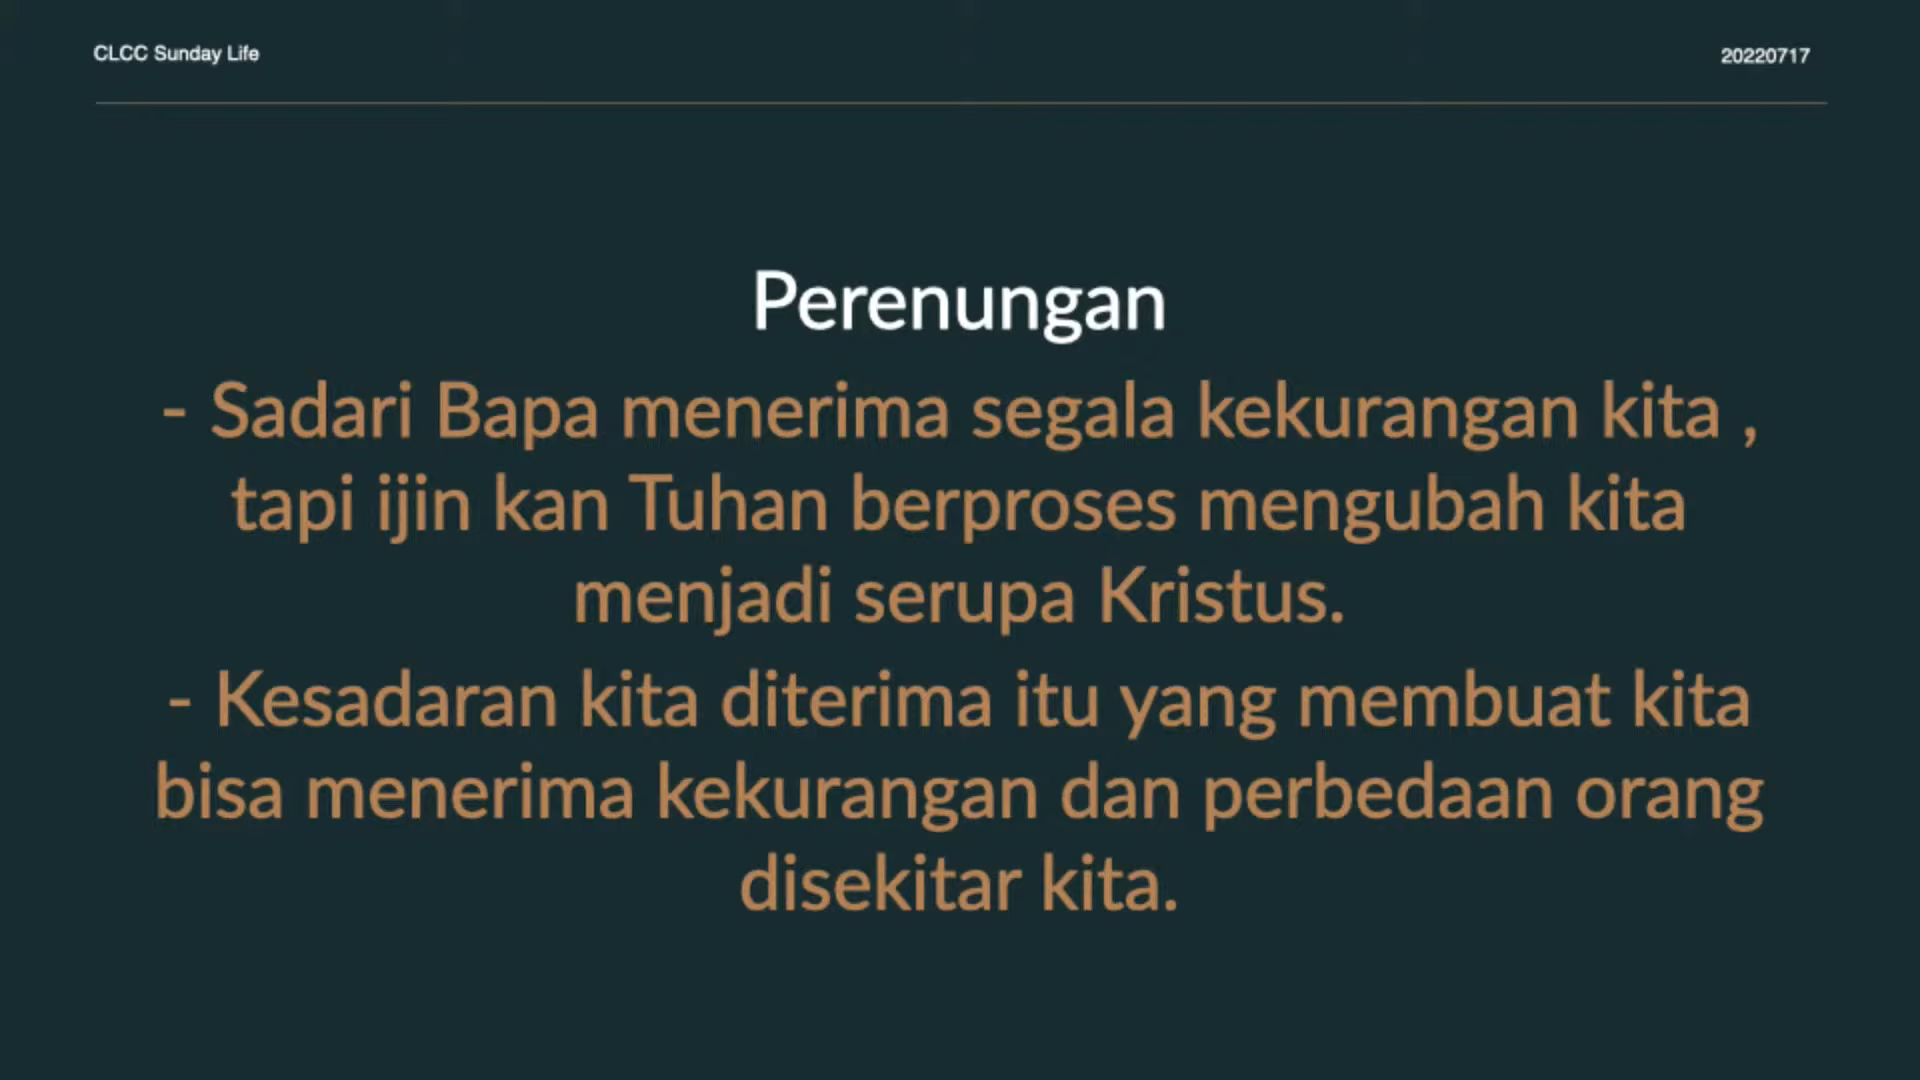 CLCC Sunday Life
20220717
Perenungan
- Sadari Bapa menerima segala kekurangan kita ,
tapi ijin kan Tuhan berproses mengubah kita
menjadi serupa Kristus.
- Kesadaran kita diterima itu yang membuat kita
bisa menerima kekurangan dan perbedaan orang
disekitar kita.